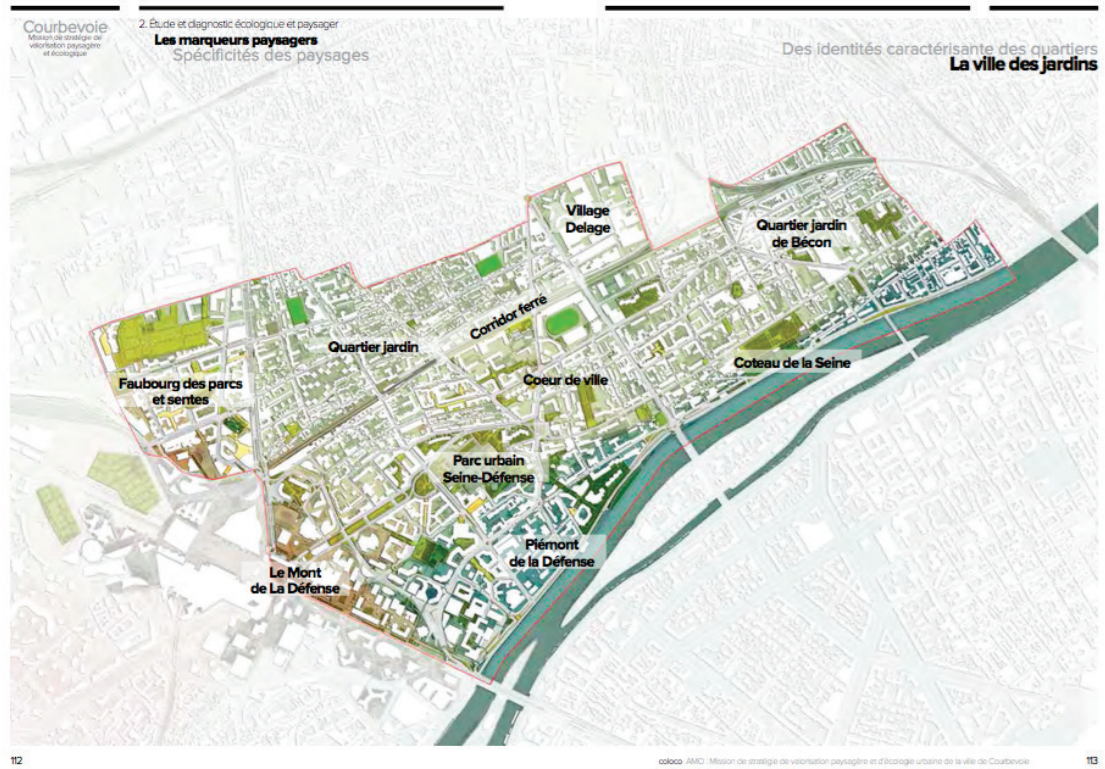 Courbevoie
Mission de stratégie de
valorisation paysagère
et écologique
2. Étude et diagnostic écologique et paysager
Les marqueurs paysagers
Spécificités des paysages
Des identités caractérisante des quartiers
La ville des jardins
Village
Delage
Quartier jardin
de Bécon
Corridor ferre
Quartier jardin
Coteau de la Seine
Faubourg des parcs
et sentes
Coeur de ville
Parc urbain
Seine-Défense
Piémont
de la Défense
Le Mont
de La Défense
112
coloco AMO : Mission de stratégie de valorisation paysagère et d'écologie urbaine de la ville de Courbevoie
113